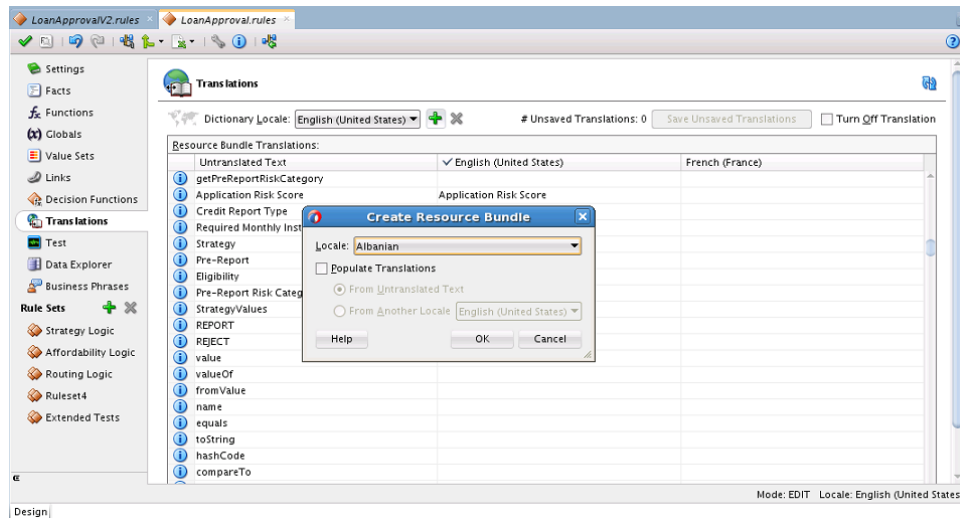 LoanApprovalV2.rules
LoanApproval.rules
Settings
Facts
Functions
Globals
Value Sets
Links
Decision Functions
Translations
Test
Data Explorer
Business Phrases
Rule Sets
Strategy Logic
Affordability Logic
Routing Logic
Ruleset4
Extended Tests
Translations
Dictionary Locale: English (United States) # Unsaved Translations: 0 Save Unsaved Translations Turn Off Translation
Resource Bundle Translations:
Untranslated Text English (United States) French (France)
getPreReportRiskCategory
Application Risk Score Application Risk Score
Credit Report Type
Required Monthly Inst
Strategy
Pre-Report
Eligibility
Pre-Report Risk Categ
StrategyValues
REPORT
REJECT
value
valueOf
fromValue
name
equals
toString
hashCode
compareTo
Create Resource Bundle
Locale: Albanian
Populate Translations
From Untranslated Text
From Another Locale English (United States)
Help OK Cancel
Mode: EDIT Locale: English (United States
Design